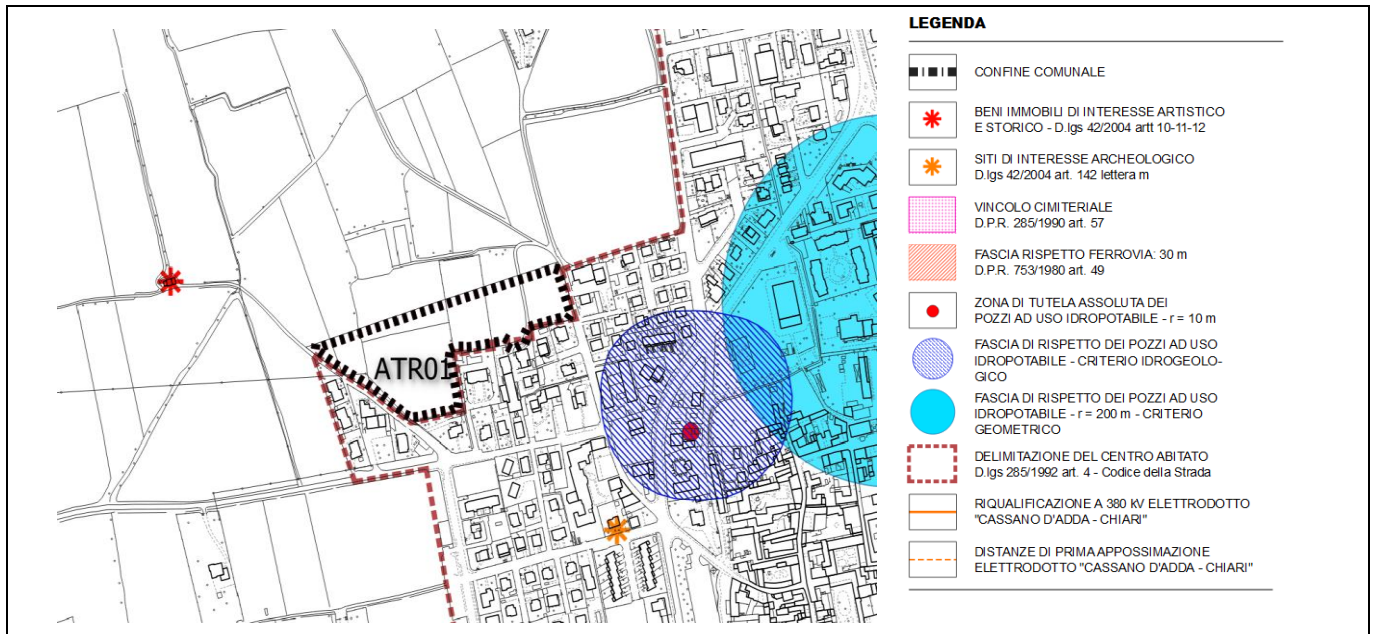 LEGENDA
CONFINE COMUNALE
BENI IMMOBILI DI INTERESSE ARTISTICO
E STORICO - D.lgs 42/2004 artt 10-11-12
SITI DI INTERESSE ARCHEOLOGICO
D.lgs 42/2004 art. 142 lettera m
VINCOLO CIMITERIALE
D.P.R. 285/1990 art. 57
FASCIA RISPETTO FERROVIA: 30 m
D.P.R. 753/1980 art. 49
ZONA DI TUTELA ASSOLUTA DEI
POZZI AD USO IDROPOTABILE - r = 10 m
FASCIA DI RISPETTO DEI POZZI AD USO
IDROPOTABILE - CRITERIO IDROGEOLO-
GICO
FASCIA DI RISPETTO DEI POZZI AD USO
IDROPOTABILE - r = 200 m - CRITERIO
GEOMETRICO
DELIMITAZIONE DEL CENTRO ABITATO
D.lgs 285/1992 art. 4 - Codice della Strada
RIQUALIFICAZIONE A 380 KV ELETTRODOTTO
"CASSANO D'ADDA - CHIARI"
DISTANZE DI PRIMA APPOSSIMAZIONE
ELETTRODOTTO "CASSANO D'ADDA - CHIARI"
ATR01